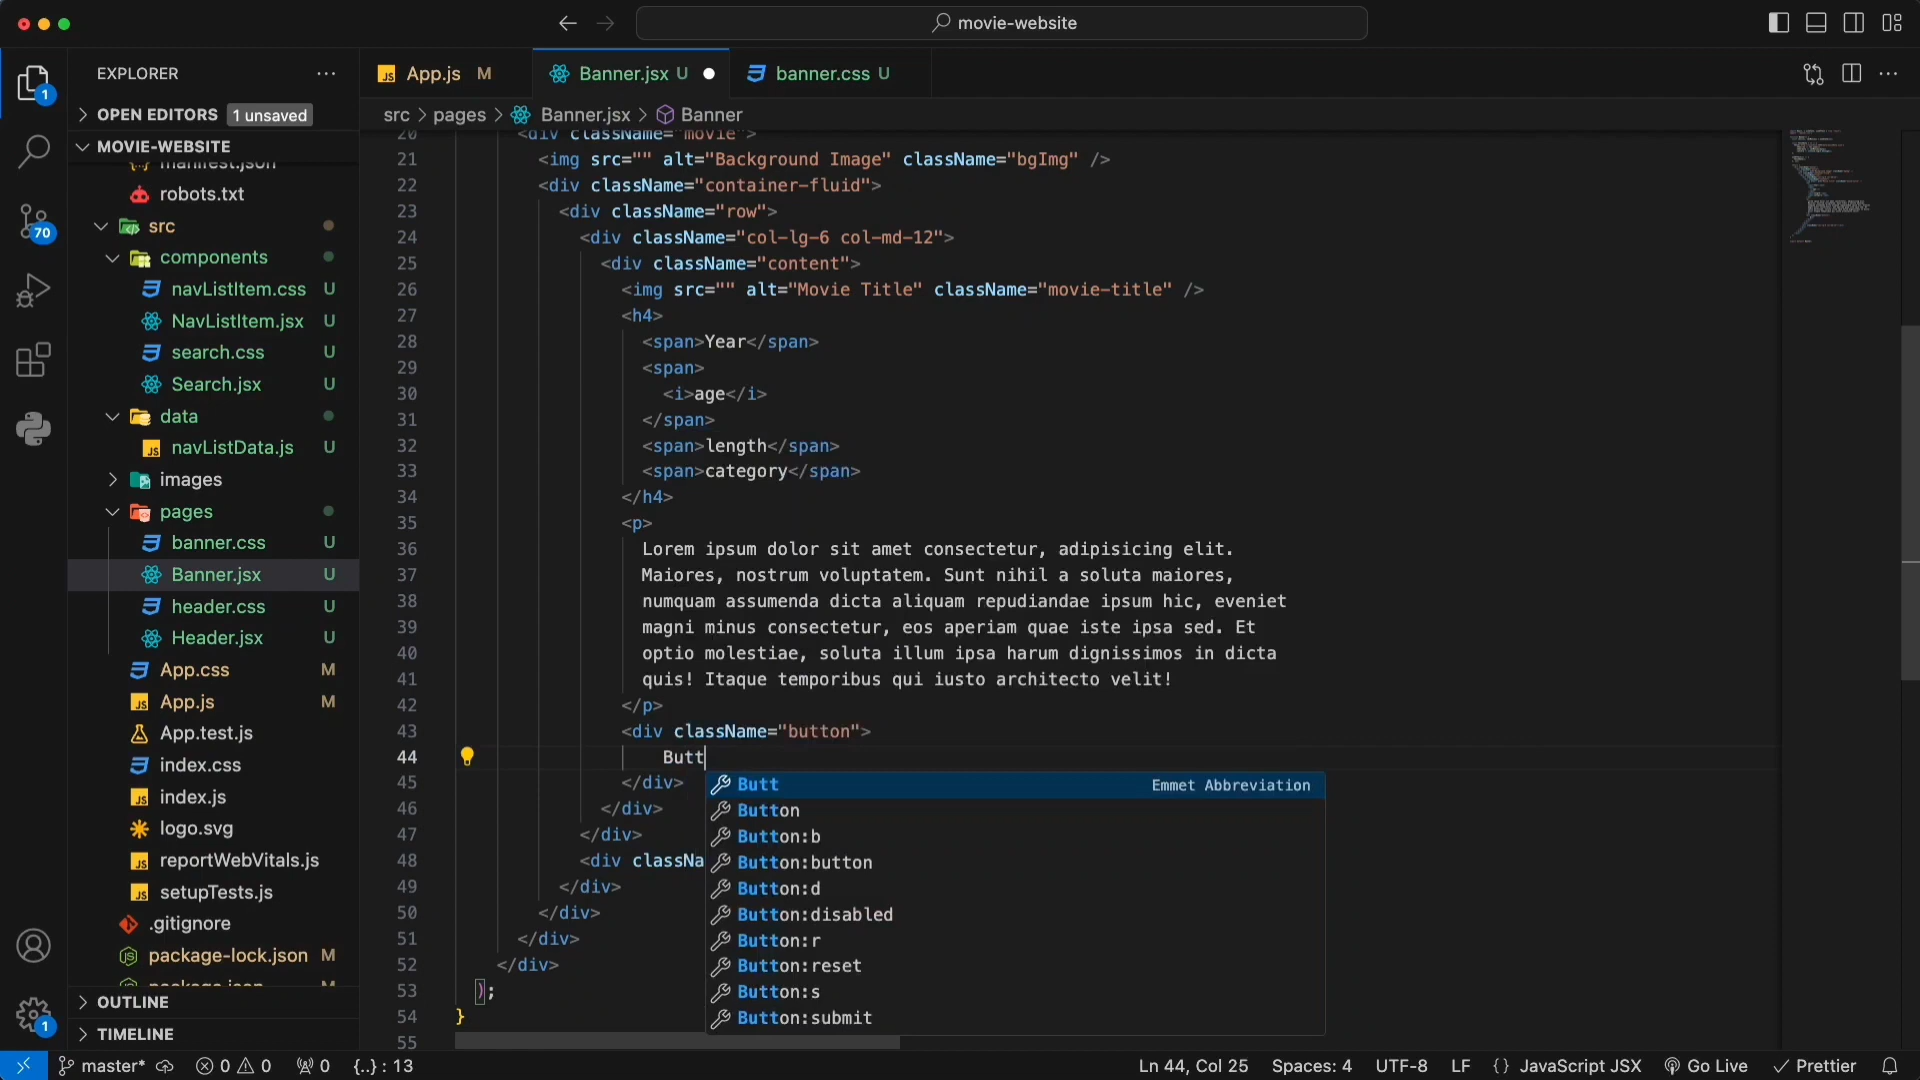 movie-website
EXPLORER
App.js M
Banner.jsx U
banner.css U
OPEN EDITORS 1 unsaved
src > pages > Banner.jsx > Banner
MOVIE-WEBSITE
manifest.json
robots.txt
src
components
navListItem.css U
NavListItem.jsx U
search.css U
Search.jsx U
data
navListData.js U
images
pages
banner.css U
Banner.jsx U
header.css U
Header.jsx U
App.css M
App.js M
App.test.js
index.css
index.js
logo.svg
reportWebVitals.js
setupTests.js
.gitignore
package-lock.json M
package.json M
OUTLINE
TIMELINE
1
70
1
20 <div className="movie">
21 <img src="" alt="Background Image" className="bgImg" />
22 <div className="container-fluid">
23 <div className="row">
24 <div className="col-lg-6 col-md-12">
25 <div className="content">
26 <img src="" alt="Movie Title" className="movie-title" />
27 <h4>
28 <span>Year</span>
29 <span>
30 <i>age</i>
31 </span>
32 <span>length</span>
33 <span>category</span>
34 </h4>
35 <p>
36 Lorem ipsum dolor sit amet consectetur, adipisicing elit.
37 Maiores, nostrum voluptatem. Sunt nihil a soluta maiores,
38 numquam assumenda dicta aliquam repudiandae ipsum hic, eveniet
39 magni minus consectetur, eos aperiam quae iste ipsa sed. Et
40 optio molestiae, soluta illum ipsa harum dignissimos in dicta
41 quis! Itaque temporibus qui iusto architecto velit!
42 </p>
43 <div className="button">
44 Butt
45 </div>
46 </div>
47 </div>
48 <div classNa
49 </div>
50 </div>
51 </div>
52 </div>
53 );
54 }
55
Butt Emmet Abbreviation
Button
Button:b
Button:button
Button:d
Button:disabled
Button:r
Button:reset
Button:s
Button:submit
master* 0 0 0 {..} : 13 Ln 44, Col 25 Spaces: 4 UTF-8 LF {} JavaScript JSX Go Live Prettier